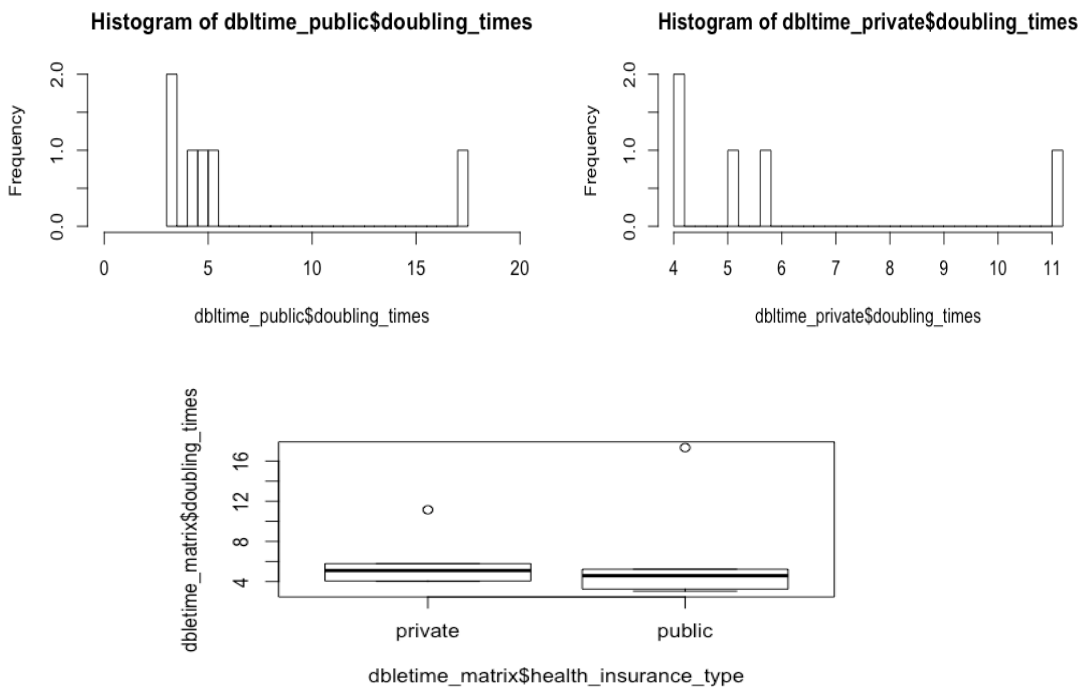 Histogram of dbltime_public$doubling_times
Frequency
0.0 1.0 2.0
0 5 10 15 20
dbltime_public$doubling_times
Histogram of dbltime_private$doubling_times
Frequency
0.0 1.0 2.0
4 5 6 7 8 9 10 11
dbltime_private$doubling_times
dbletime_matrix$doubling_times
4 8 12 16
private public
dbletime_matrix$health_insurance_type